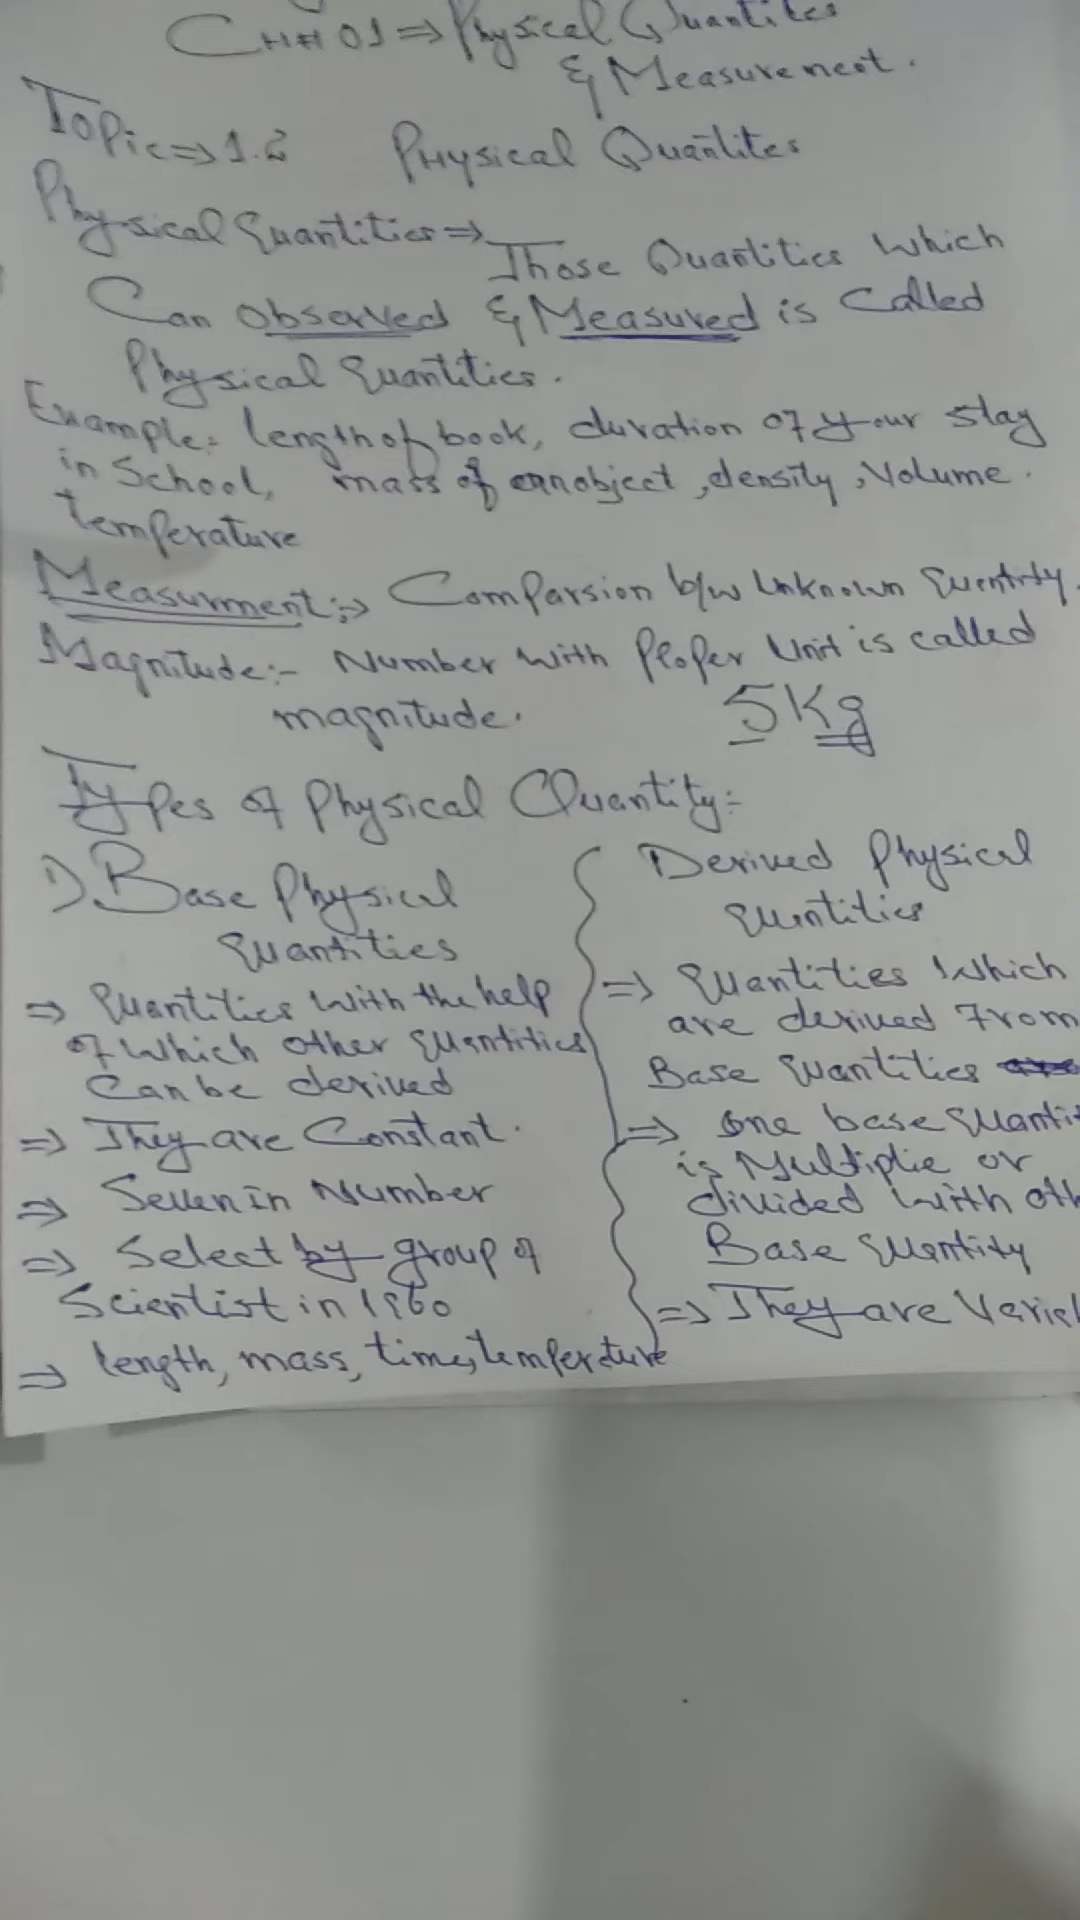 CH# 01 => Physical Quantites
& Measurement.
Topic => 1.2 Physical Quantites
Physical Quantities =>
Those Quantities Which
Can observed & Measured is Called
Physical Quantities.
Example: length of book, duration of your stay
in School, mass of an object, density, Volume.
temperature
Measurment :=> Comparsion b/w Unknown Quentity.
Magnitude:- Number with Proper Unit is called
magnitude. 5Kg
Types of Physical Quantity:-
1) Base Physical
Quantities
=> Quantities with the help
of which other quantities
Can be derived
=> They are Constant.
=> Seven in Number
=> Select by group of
Scientist in 1960
=> length, mass, time, temperature
Derived Physical
Quantities
=> Quantities Which
are derived From
Base Quantities
=> one base Quantit
is Multiplie or
divided with oth
Base Quantity
=> They are Variab